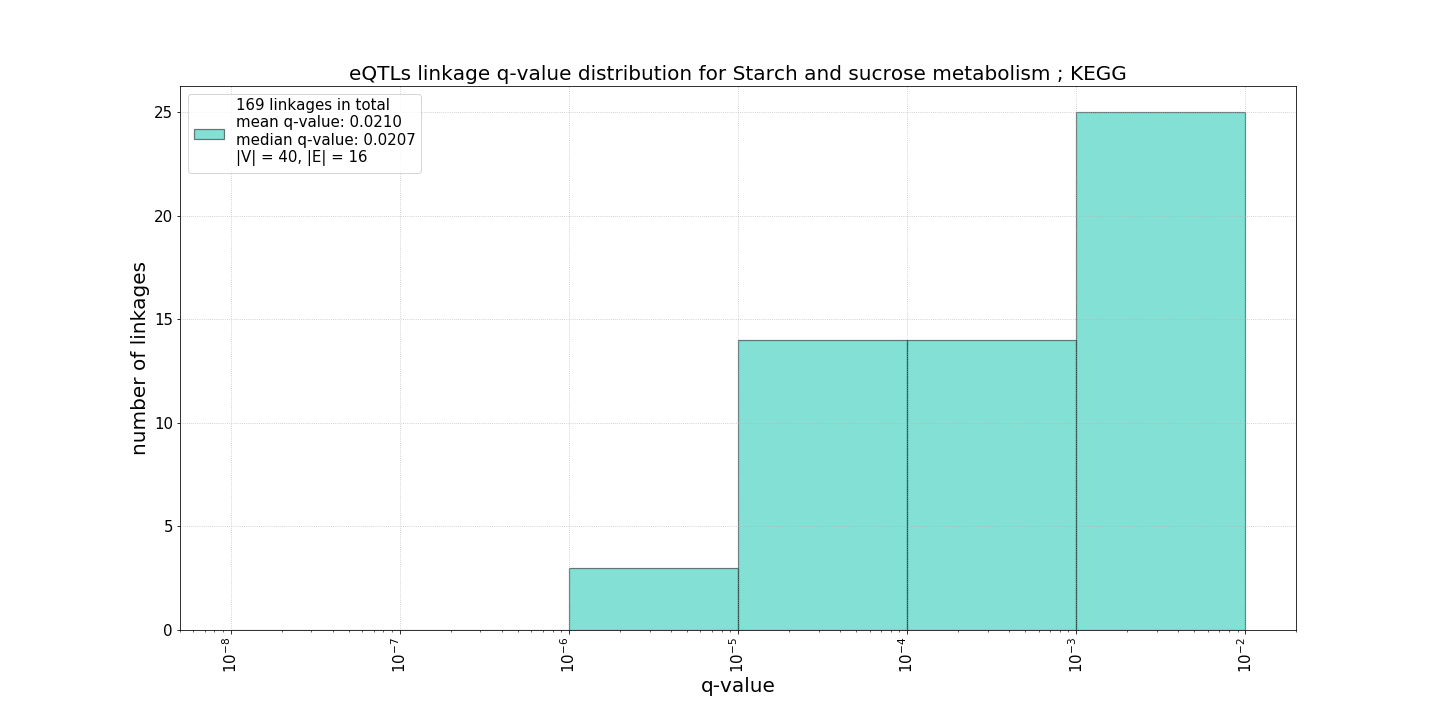 eQTLs linkage q-value distribution for Starch and sucrose metabolism ; KEGG
169 linkages in total
mean q-value: 0.0210
median q-value: 0.0207
|V| = 40, |E| = 16
number of linkages
25
20
15
10
5
0
10⁻⁸
10⁻⁷
10⁻⁶
10⁻⁵
10⁻⁴
10⁻³
10⁻²
q-value